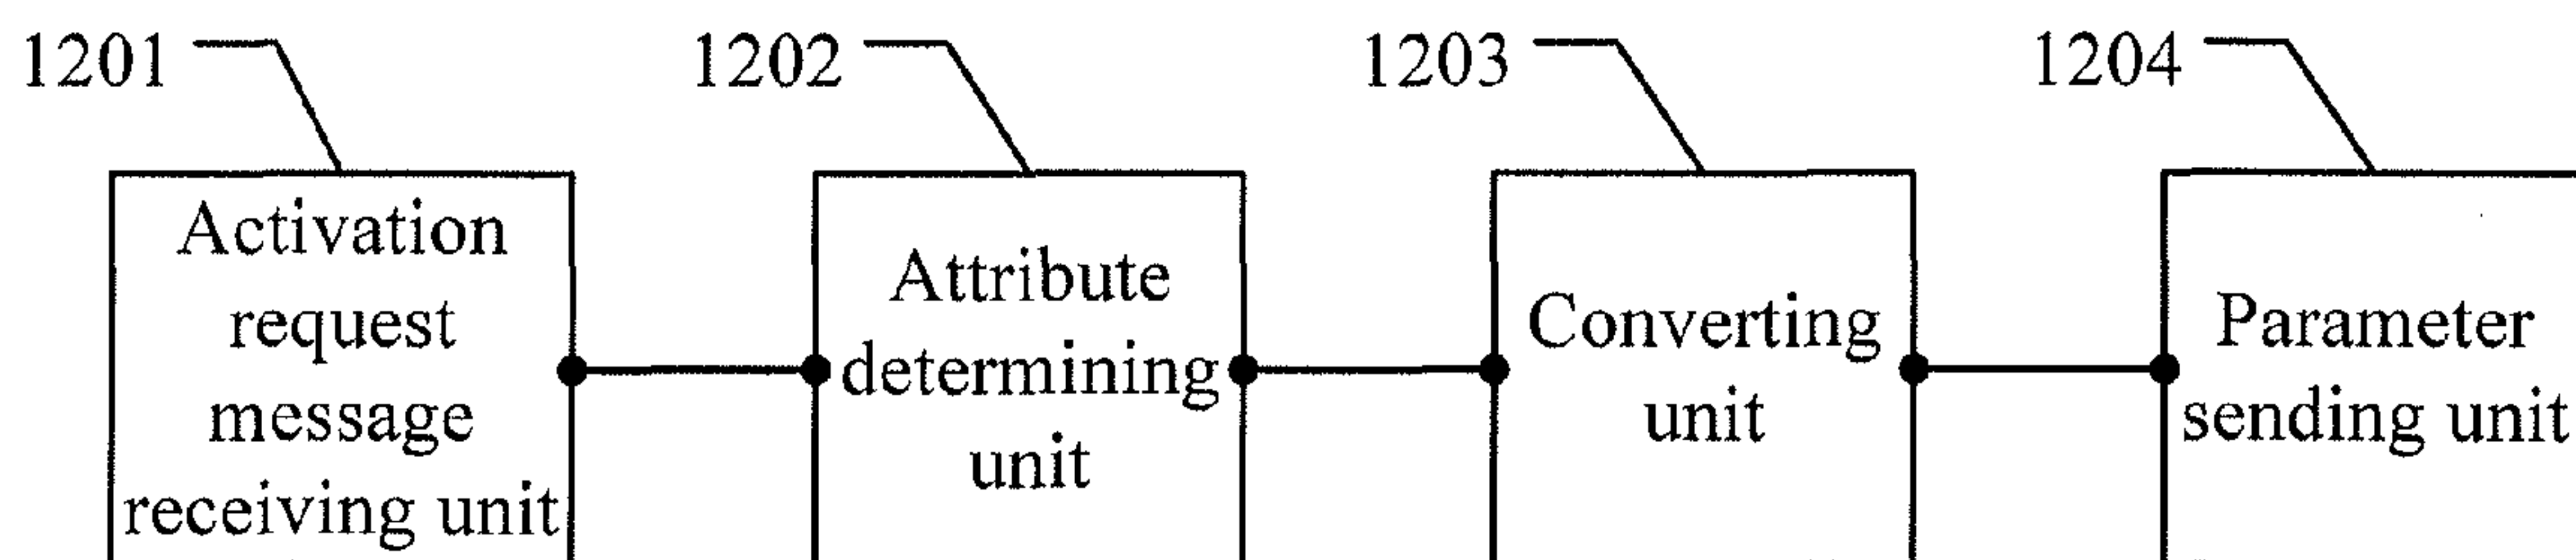 1201
1202
1203
1204
Activation
request
message
receiving unit
Attribute
determining
unit
Converting
unit
Parameter
sending unit